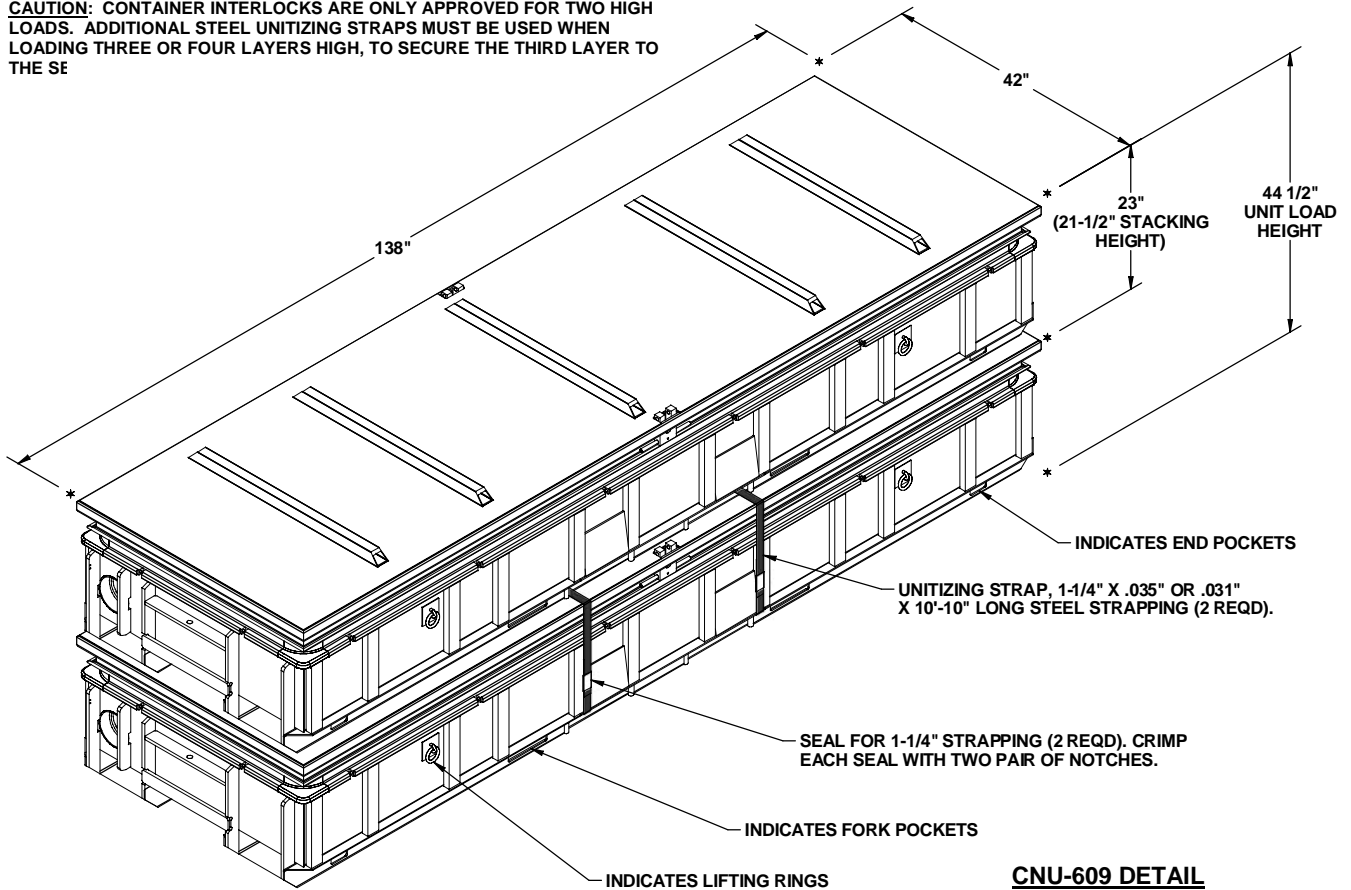 CAUTION: CONTAINER INTERLOCKS ARE ONLY APPROVED FOR TWO HIGH
LOADS. ADDITIONAL STEEL UNITIZING STRAPS MUST BE USED WHEN
LOADING THREE OR FOUR LAYERS HIGH, TO SECURE THE THIRD LAYER TO
THE
42"
138"
23"
(21-1/2" STACKING
HEIGHT)
44 1/2"
UNIT LOAD
HEIGHT
INDICATES END POCKETS
UNITIZING STRAP, 1-1/4" X .035" OR .031"
X 10'-10" LONG STEEL STRAPPING (2 REQD).
SEAL FOR 1-1/4" STRAPPING (2 REQD). CRIMP
EACH SEAL WITH TWO PAIR OF NOTCHES.
INDICATES FORK POCKETS
INDICATES LIFTING RINGS
CNU-609 DETAIL